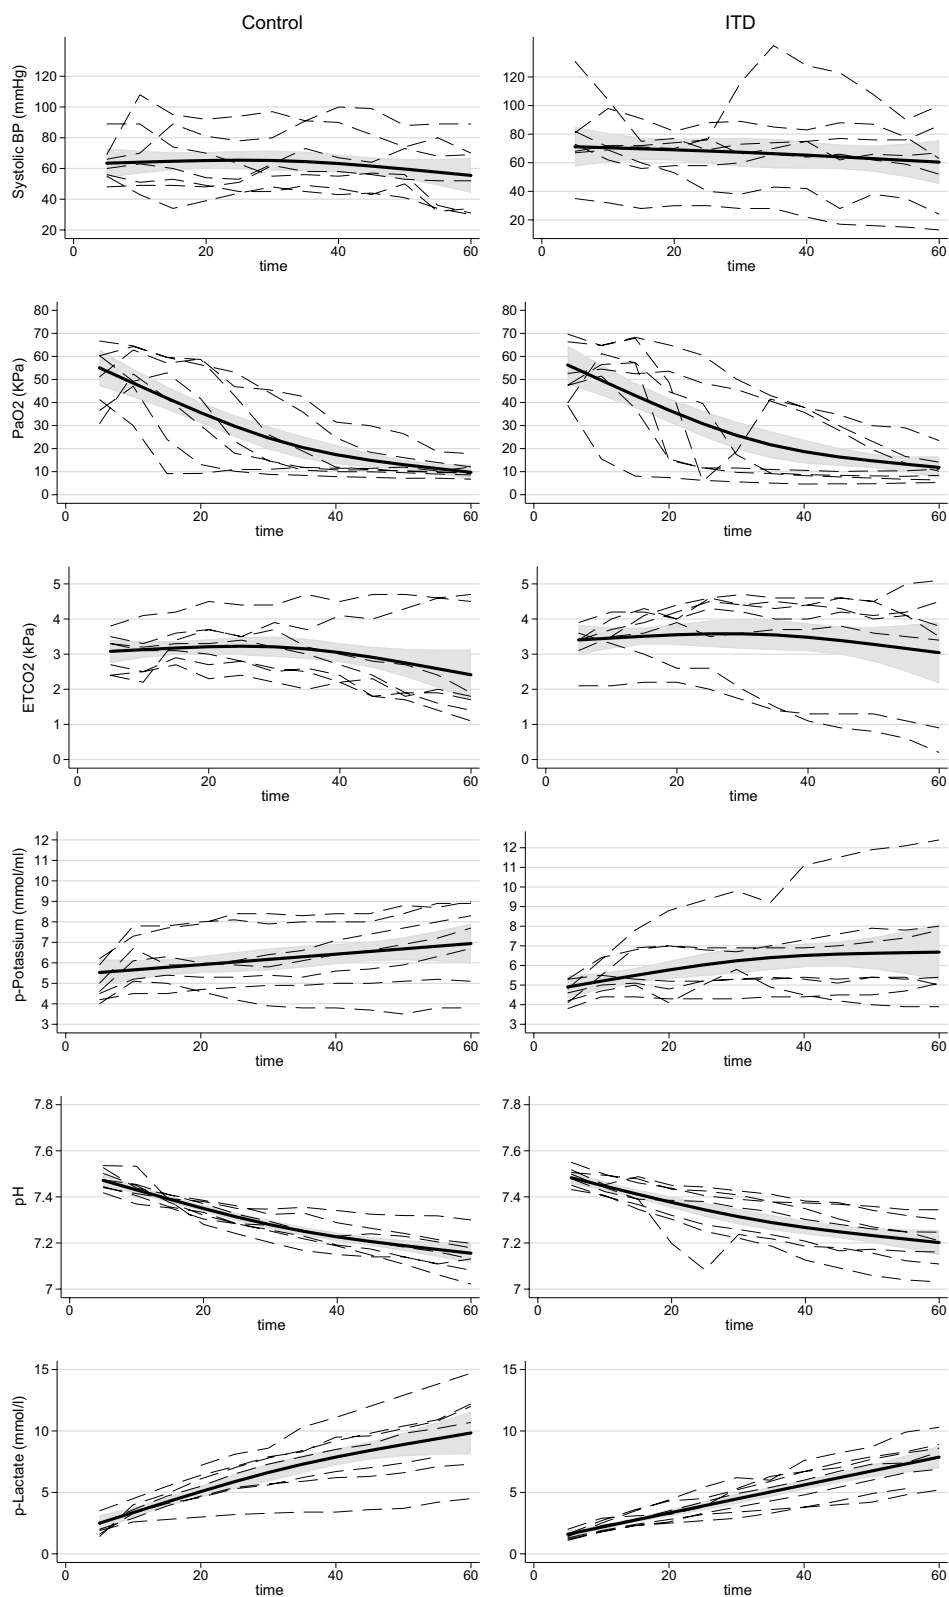 Control ITD
Systolic BP (mmHg)
120
100
80
60
40
20
0 20 40 60
time
120
100
80
60
40
20
0 20 40 60
time
PaO2 (KPa)
80
70
60
50
40
30
20
10
0
0 20 40 60
time
80
70
60
50
40
30
20
10
0
0 20 40 60
time
ETCO2 (kPa)
5
4
3
2
1
0
0 20 40 60
time
5
4
3
2
1
0
0 20 40 60
time
p-Potassium (mmol/ml)
12
11
10
9
8
7
6
5
4
3
0 20 40 60
time
12
11
10
9
8
7
6
5
4
3
0 20 40 60
time
pH
7.8
7.6
7.4
7.2
7
0 20 40 60
time
7.8
7.6
7.4
7.2
7
0 20 40 60
time
p-Lactate (mmol/l)
15
10
5
0
0 20 40 60
time
15
10
5
0
0 20 40 60
time